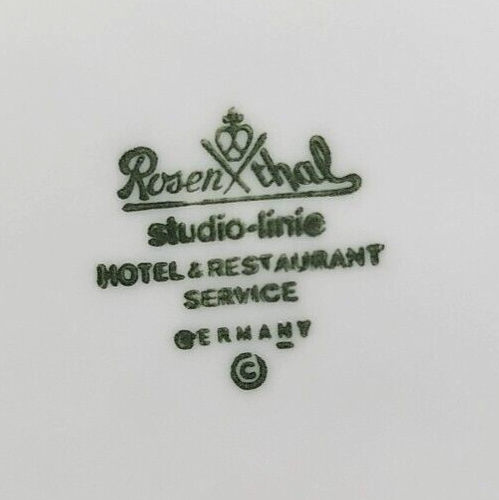 Rosenthal
studio-linie
HOTEL & RESTAURANT
SERVICE
GERMANY
©